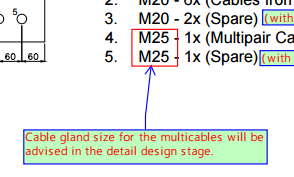 5
60 60
M20 - 6x (Cables from
3. M20 - 2x (Spare) (with
4. M25 - 1x (Multipair Ca
5. M25 - 1x (Spare) (with
Cable gland size for the multicables will be
advised in the detail design stage.